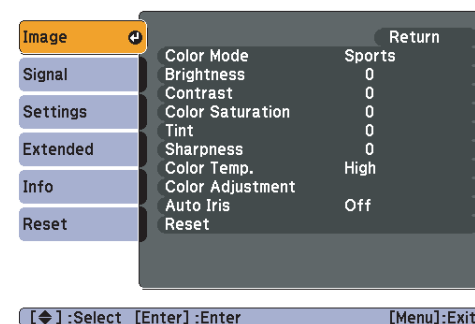 Image
Signal
Settings
Extended
Info
Reset
Return
Color Mode Sports
Brightness 0
Contrast 0
Color Saturation 0
Tint 0
Sharpness 0
Color Temp. High
Color Adjustment
Auto Iris Off
Reset
[◆] :Select [Enter] :Enter [Menu]:Exit